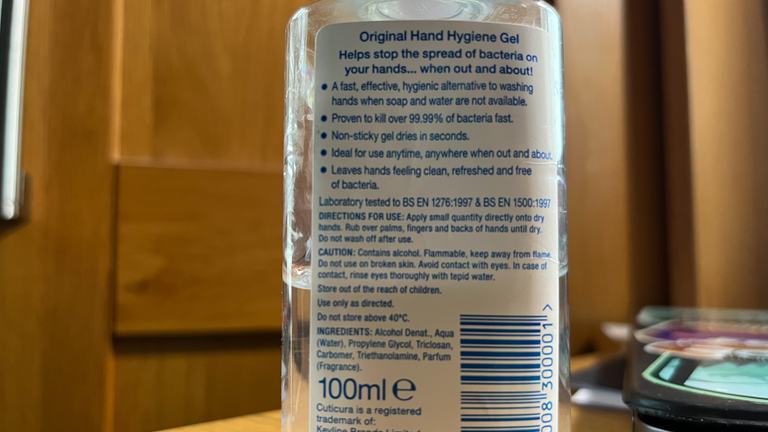 Original Hand Hygiene Gel
Helps stop the spread of bacteria on
your hands... when out and about!
• A fast, effective, hygienic alternative to washing
hands when soap and water are not available.
• Proven to kill over 99.99% of bacteria fast.
• Non-sticky gel dries in seconds.
• Ideal for use anytime, anywhere when out and about.
• Leaves hands feeling clean, refreshed and free
of bacteria.
Laboratory tested to BS EN 1276:1997 & BS EN 1500:1997
DIRECTIONS FOR USE: Apply small quantity directly onto dry
hands. Rub over palms, fingers and backs of hands until dry.
Do not wash off after use.
CAUTION: Contains alcohol. Flammable, keep away from flame.
Do not use on broken skin. Avoid contact with eyes. In case of
contact, rinse eyes thoroughly with tepid water.
Store out of the reach of children.
Use only as directed.
Do not store above 40°C.
INGREDIENTS: Alcohol Denat., Aqua
(Water), Propylene Glycol, Triclosan,
Carbomer, Triethanolamine, Parfum
(Fragrance).
100ml ℮
Cuticura is a registered
trademark of:
Keyline Brands Limited
008 300001 >